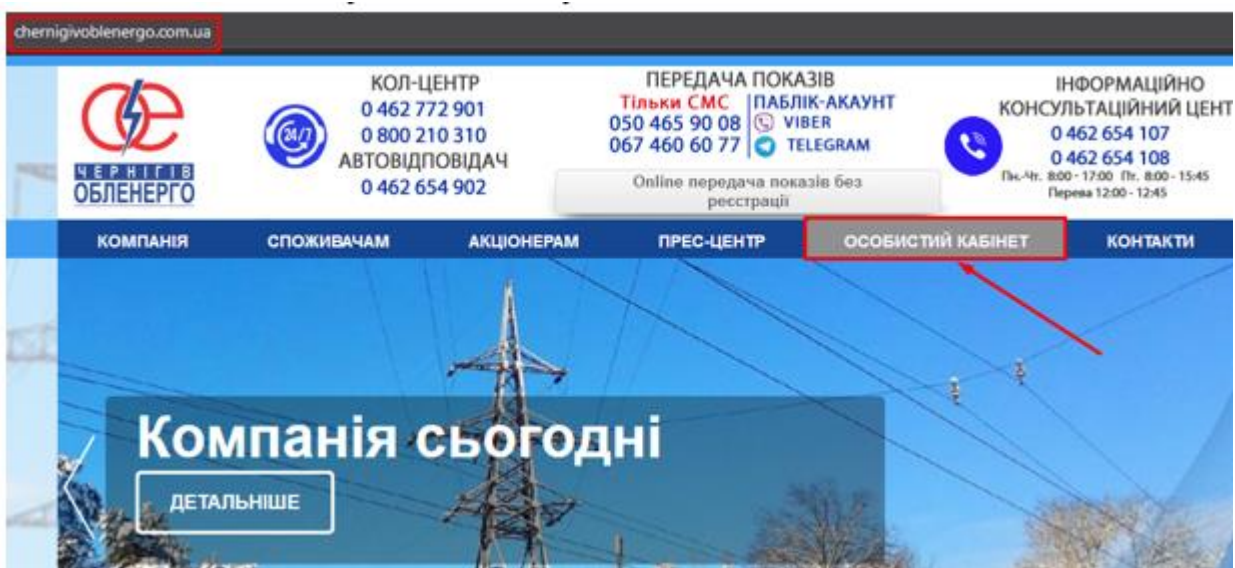 chernigivoblenergo.com.ua
ЧЕРНІГІВ
ОБЛЕНЕРГО
24/7
КОЛ-ЦЕНТР
0 462 772 901
0 800 210 310
АВТОВІДПОВІДАЧ
0 462 654 902
ПЕРЕДАЧА ПОКАЗІВ
Тільки СМС ПАБЛІК-АКАУНТ
050 465 90 08 VIBER
067 460 60 77 TELEGRAM
Online передача показів без
реєстрації
ІНФОРМАЦІЙНО
КОНСУЛЬТАЦІЙНИЙ ЦЕНТ
0 462 654 107
0 462 654 108
Пн.-Чт. 8:00 - 17:00 Пт. 8:00 - 15:45
Перерва 12:00 - 12:45
КОМПАНІЯ СПОЖИВАЧАМ АКЦІОНЕРАМ ПРЕС-ЦЕНТР ОСОБИСТИЙ КАБІНЕТ КОНТАКТИ
Компанія сьогодні
ДЕТАЛЬНІШЕ